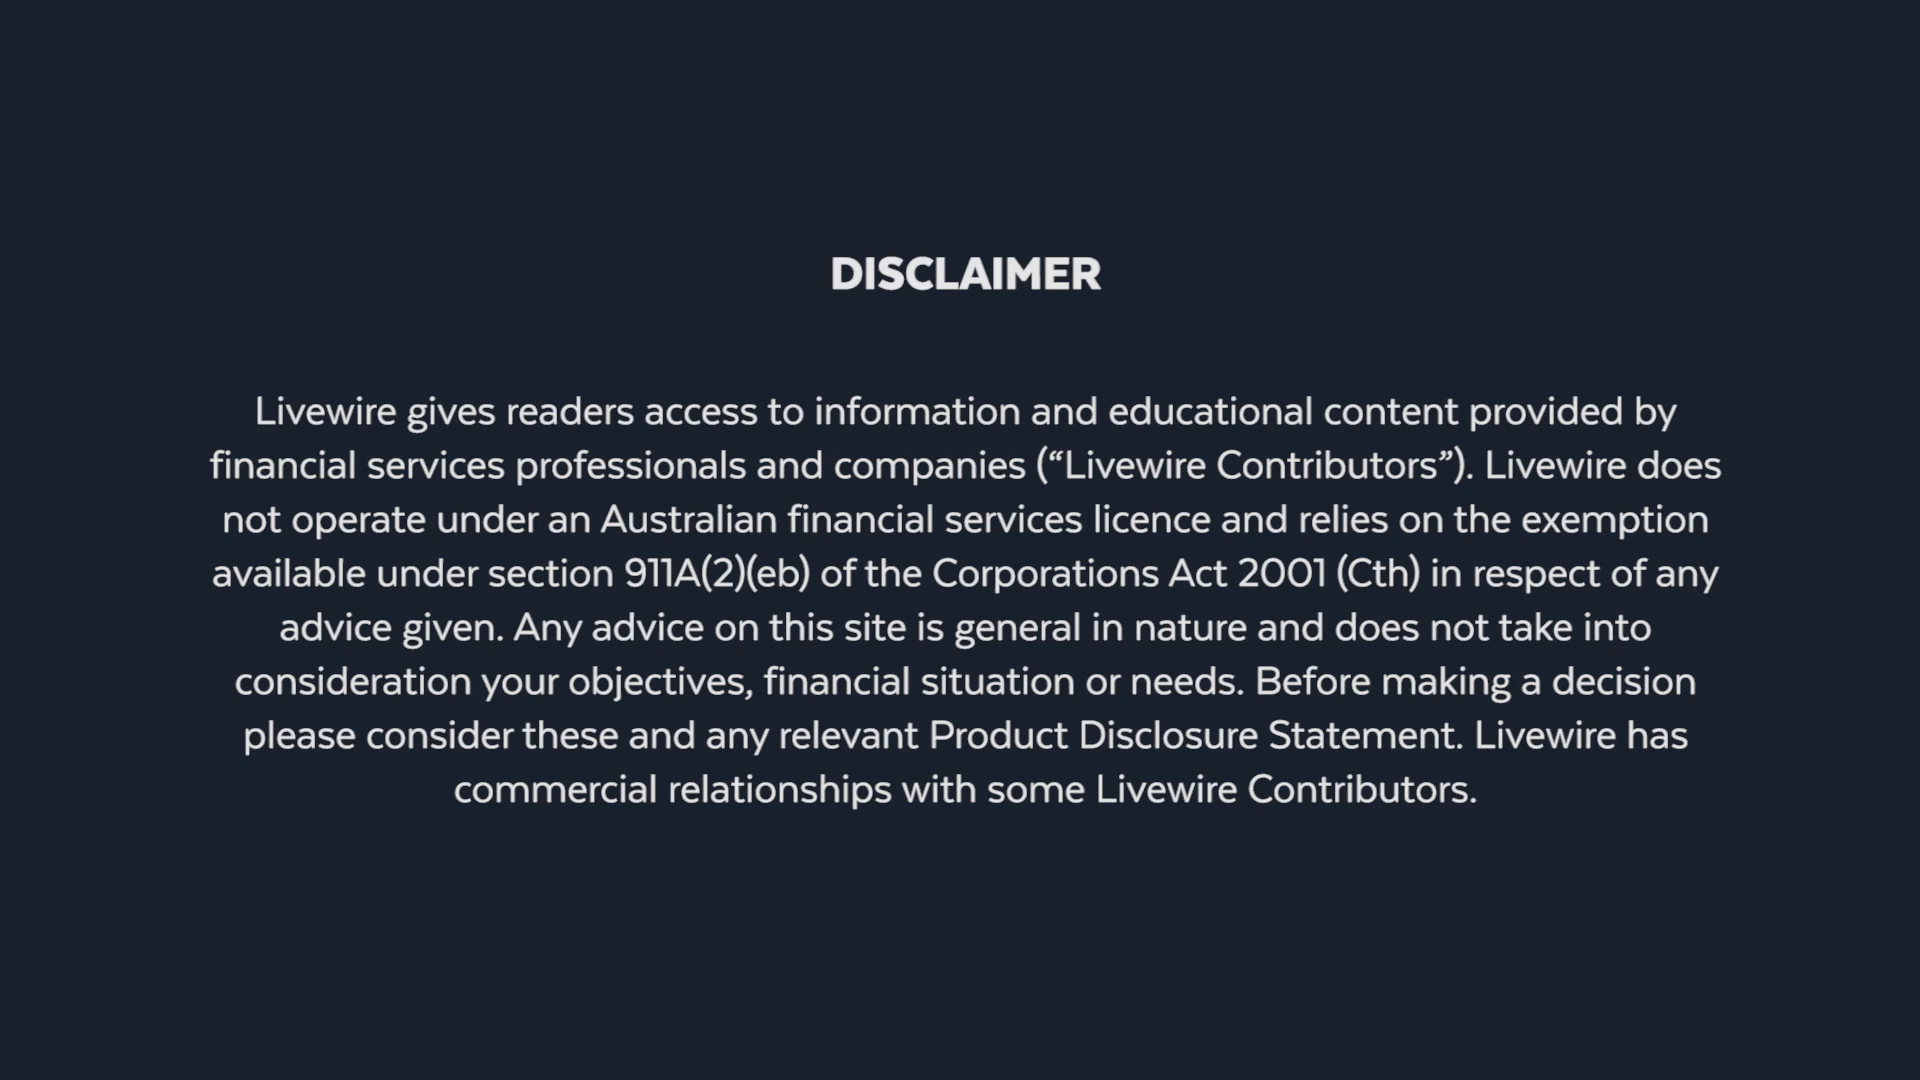 DISCLAIMER
Livewire gives readers access to information and educational content provided by
financial services professionals and companies (“Livewire Contributors”). Livewire does
not operate under an Australian financial services licence and relies on the exemption
available under section 911A(2)(eb) of the Corporations Act 2001 (Cth) in respect of any
advice given. Any advice on this site is general in nature and does not take into
consideration your objectives, financial situation or needs. Before making a decision
please consider these and any relevant Product Disclosure Statement. Livewire has
commercial relationships with some Livewire Contributors.